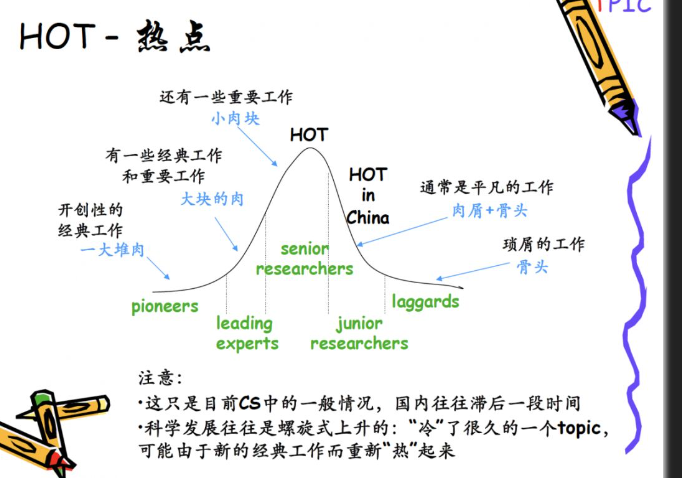 TPIC
HOT - 热点
还有一些重要工作
小肉块
HOT
有一些经典工作
和重要工作
大块的肉
HOT
in
China
通常是平凡的工作
肉屑+骨头
开创性的
经典工作
一大堆肉
琐屑的工作
骨头
senior
researchers
pioneers
laggards
leading
experts
junior
researchers
注意：
•这只是目前CS中的一般情况，国内往往滞后一段时间
•科学发展往往是螺旋式上升的：“冷”了很久的一个topic，
可能由于新的经典工作而重新“热”起来